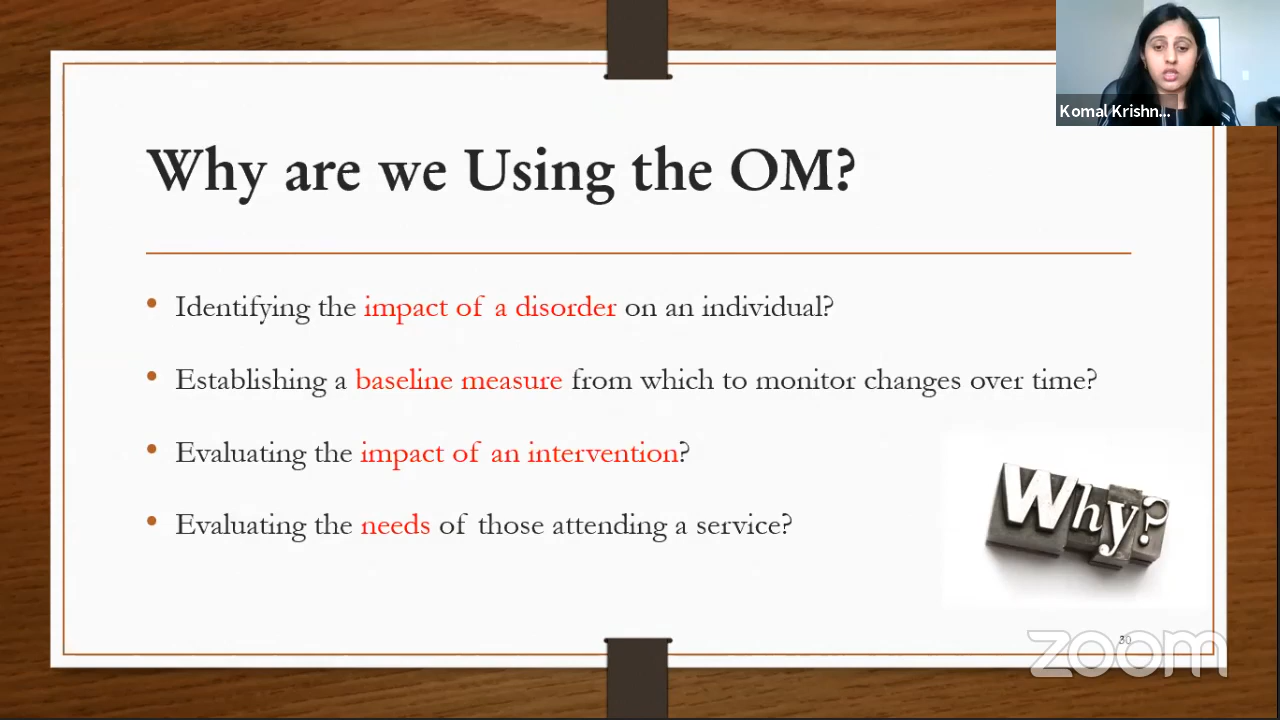 Komal Krishn...
Why are we Using the OM?
• Identifying the impact of a disorder on an individual?
• Establishing a baseline measure from which to monitor changes over time?
• Evaluating the impact of an intervention?
• Evaluating the needs of those attending a service?
Why?
30
zoom